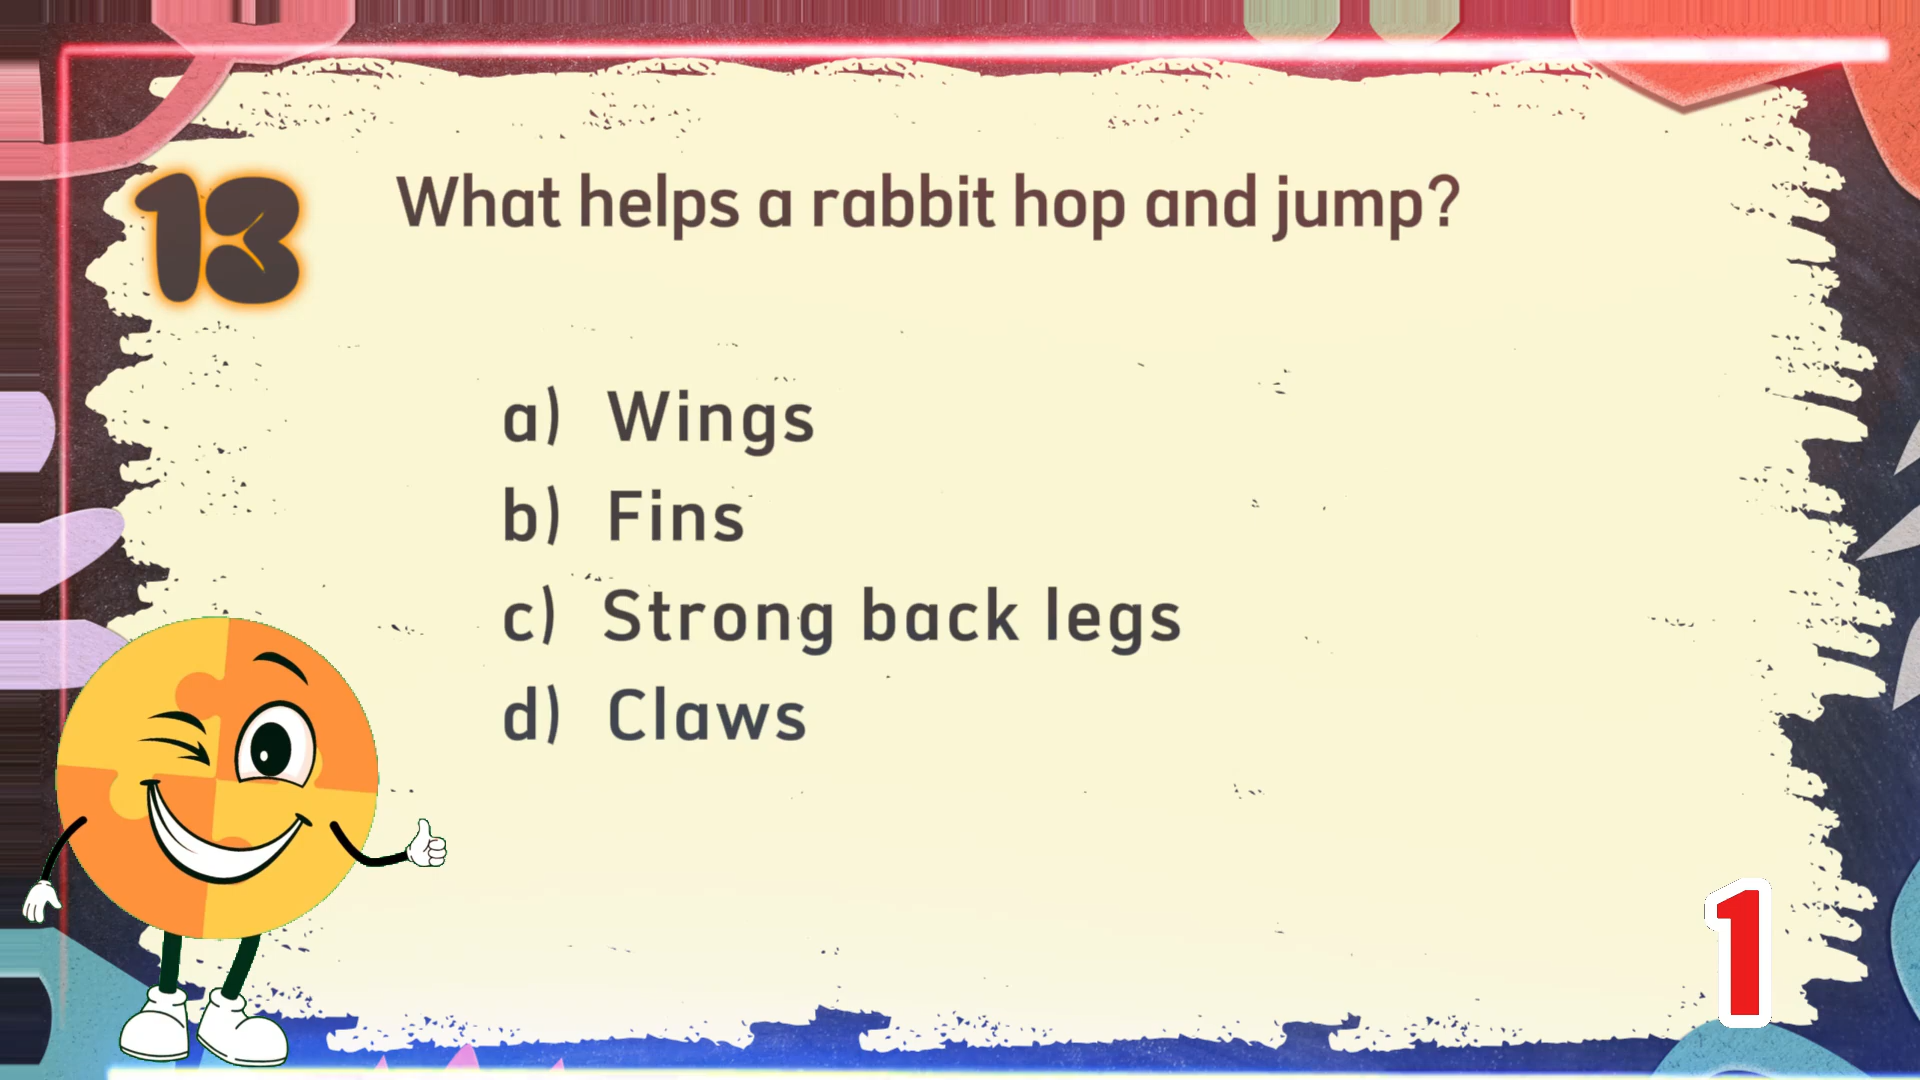 13
What helps a rabbit hop and jump?
a) Wings
b) Fins
c) Strong back legs
d) Claws
1